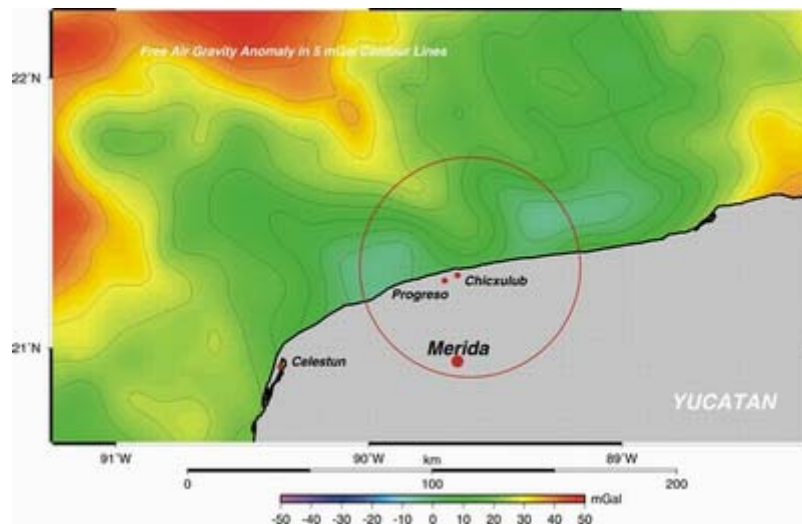 Free Air Gravity Anomaly in 5 mGal Contour Lines
22°N
Chicxulub
Progreso
21°N
Merida
Celestun
YUCATAN
91°W 90°W 89°W
km
0 100 200
mGal
-50 -40 -30 -20 -10 0 10 20 30 40 50